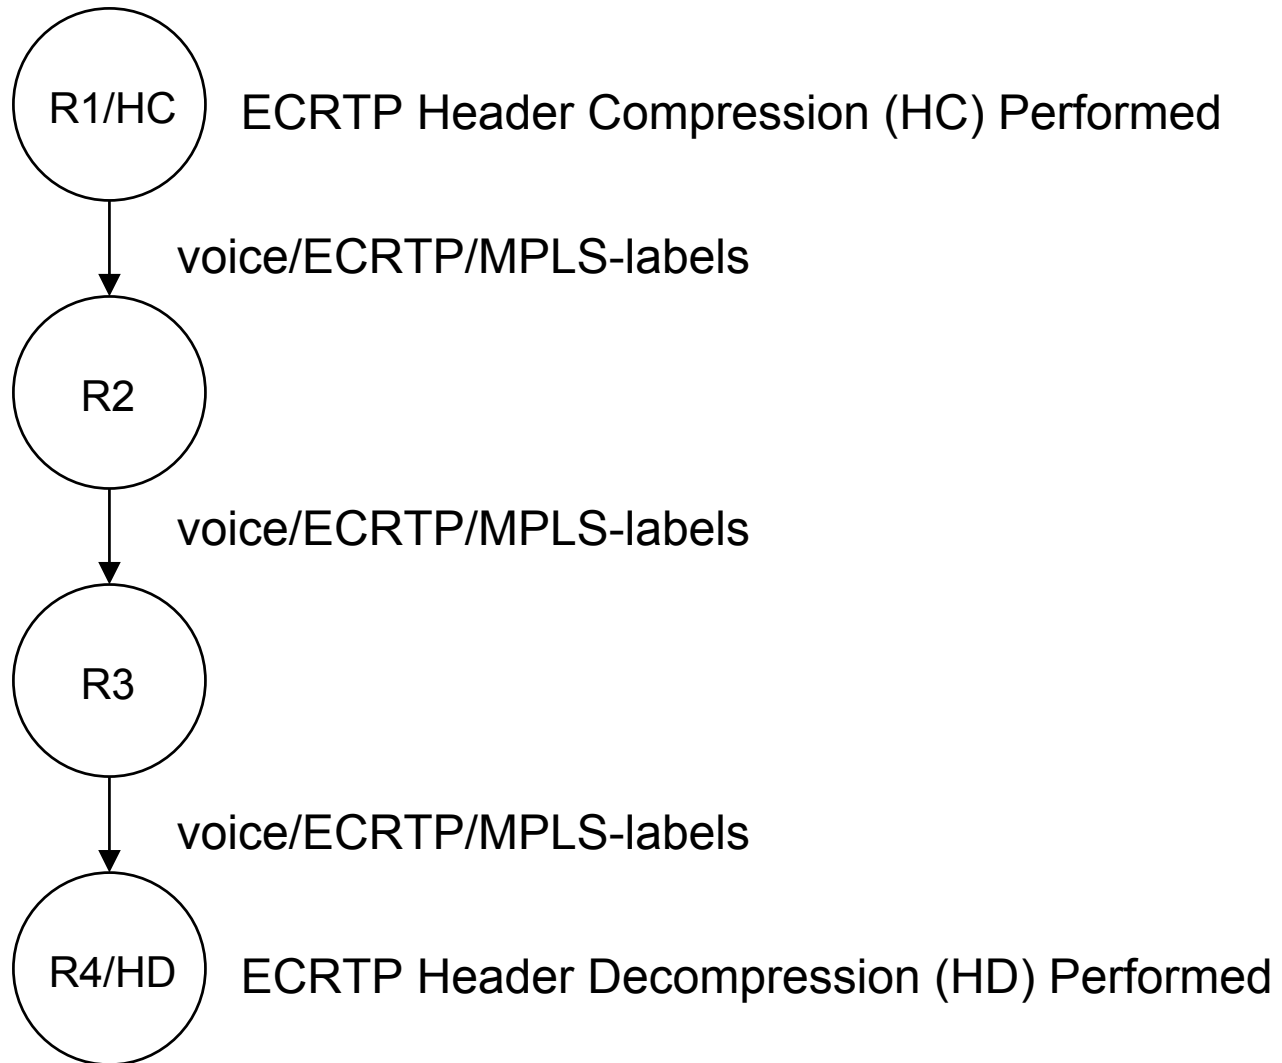 R1/HC
ECRTP Header Compression (HC) Performed
voice/ECRTP/MPLS-labels
R2
voice/ECRTP/MPLS-labels
R3
voice/ECRTP/MPLS-labels
R4/HD
ECRTP Header Decompression (HD) Performed